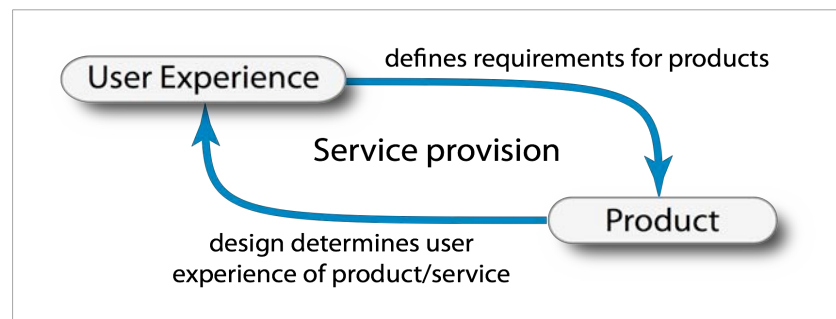 defines requirements for products
User Experience
Service provision
Product
design determines user
experience of product/service